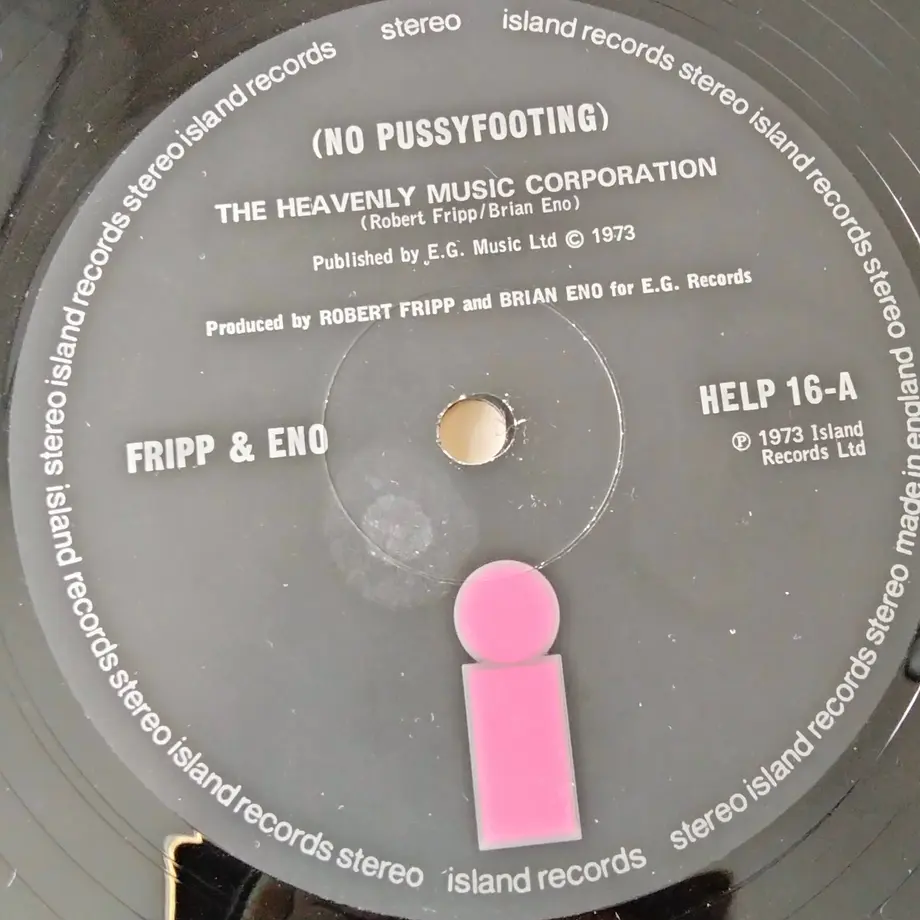 stereo island records stereo island records stereo made in england stereo island records stereo island records stereo island records stereo island records stereo island records stereo island records
(NO PUSSYFOOTING)
THE HEAVENLY MUSIC CORPORATION
(Robert Fripp/Brian Eno)
Published by E.G. Music Ltd © 1973
Produced by ROBERT FRIPP and BRIAN ENO for E.G. Records
HELP 16-A
FRIPP & ENO
℗ 1973 Island
Records Ltd